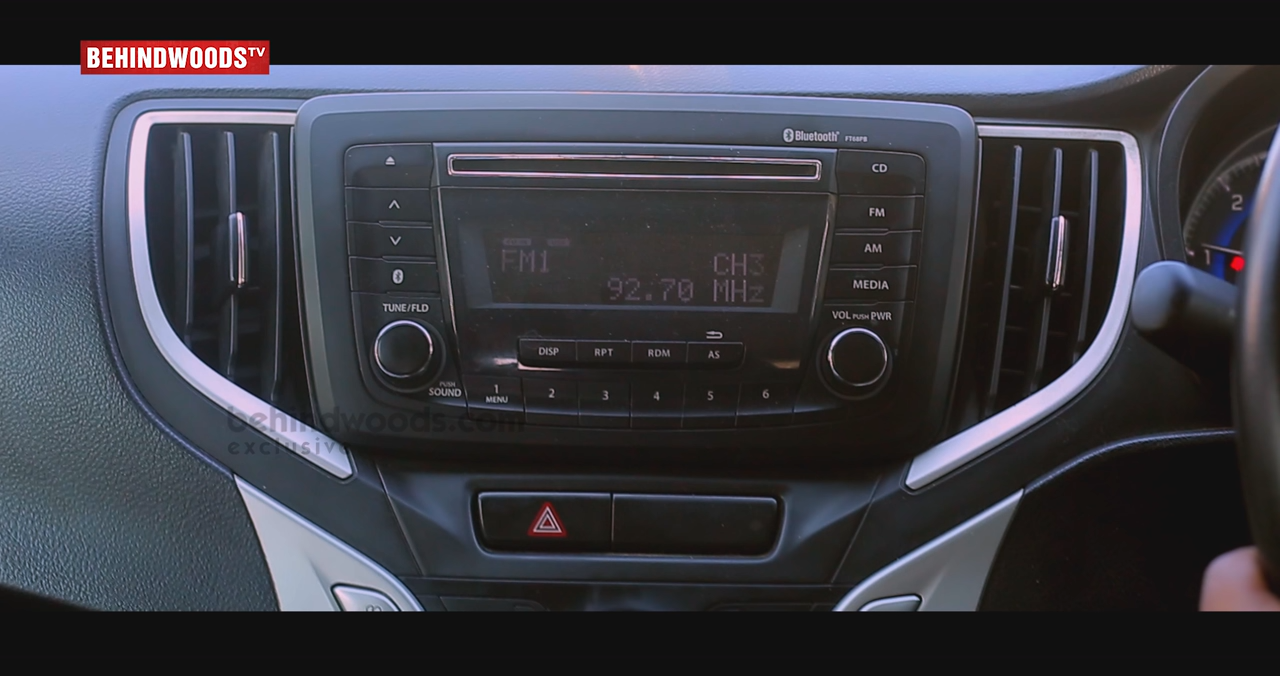 BEHINDWOODS TV
Bluetooth FT68PB
CD
FM
AM
MEDIA
VOL PUSH PWR
FM1 CH3
92.70 MHz
TUNE/FLD
PUSH
SOUND
DISP RPT RDM AS
1 2 3 4 5 6
MENU
behindwoods.com
exclusive
2
1